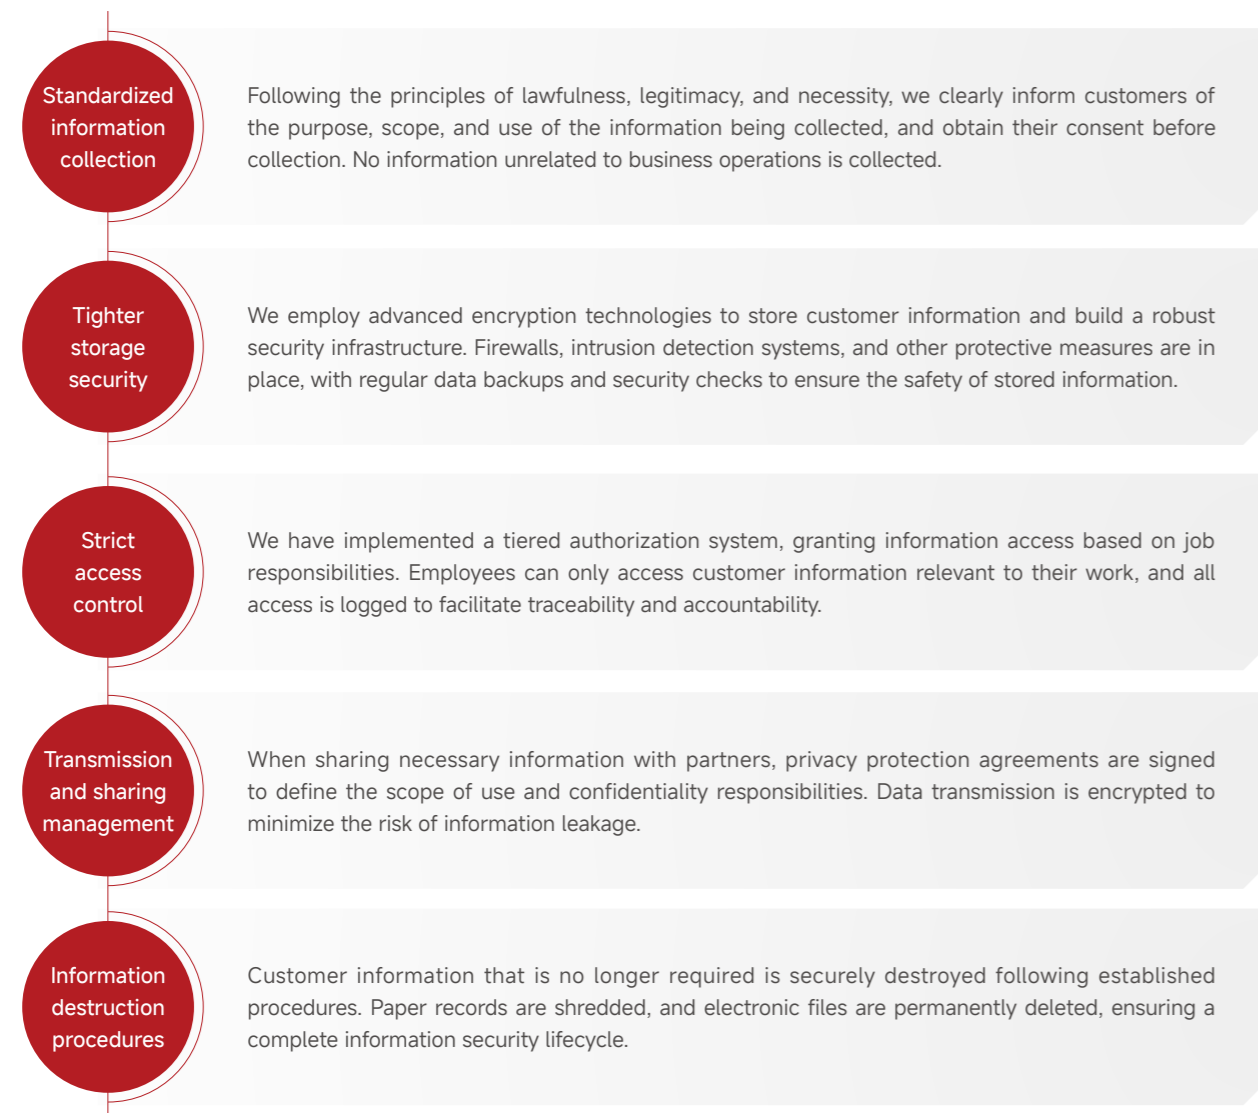 Standardized
information
collection
Following the principles of lawfulness, legitimacy, and necessity, we clearly inform customers of
the purpose, scope, and use of the information being collected, and obtain their consent before
collection. No information unrelated to business operations is collected.
Tighter
storage
security
We employ advanced encryption technologies to store customer information and build a robust
security infrastructure. Firewalls, intrusion detection systems, and other protective measures are in
place, with regular data backups and security checks to ensure the safety of stored information.
Strict
access
control
We have implemented a tiered authorization system, granting information access based on job
responsibilities. Employees can only access customer information relevant to their work, and all
access is logged to facilitate traceability and accountability.
Transmission
and sharing
management
When sharing necessary information with partners, privacy protection agreements are signed
to define the scope of use and confidentiality responsibilities. Data transmission is encrypted to
minimize the risk of information leakage.
Information
destruction
procedures
Customer information that is no longer required is securely destroyed following established
procedures. Paper records are shredded, and electronic files are permanently deleted, ensuring a
complete information security lifecycle.